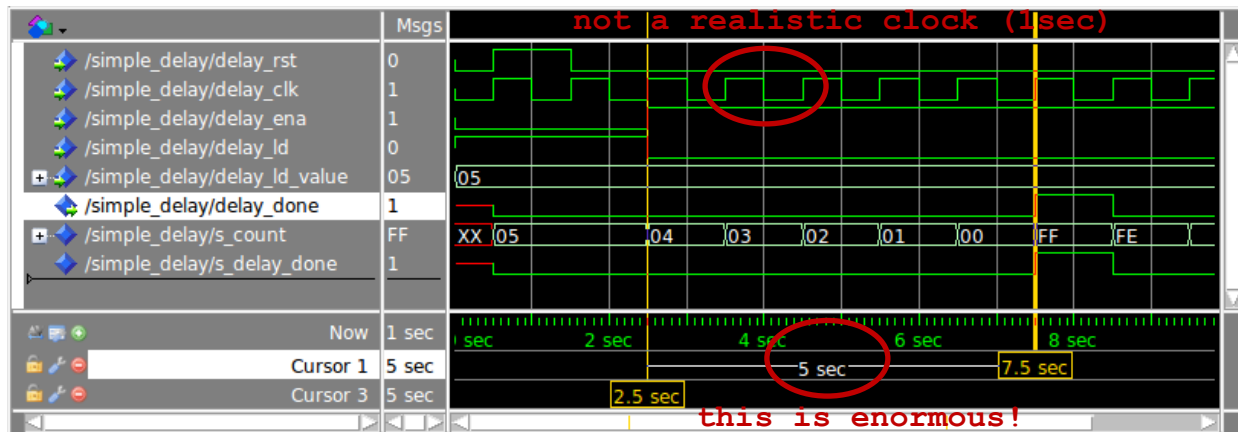 Msgs
not a realistic clock (1sec)
/simple_delay/delay_rst 0
/simple_delay/delay_clk 1
/simple_delay/delay_ena 1
/simple_delay/delay_ld 0
/simple_delay/delay_ld_value 05 05
/simple_delay/delay_done 1
/simple_delay/s_count FF XX 05 04 03 02 01 00 FF FE
/simple_delay/s_delay_done 1
Now 1 sec sec 2 sec 4 sec 6 sec 8 sec
Cursor 1 5 sec 5 sec 7.5 sec
Cursor 3 5 sec 2.5 sec
this is enormous!